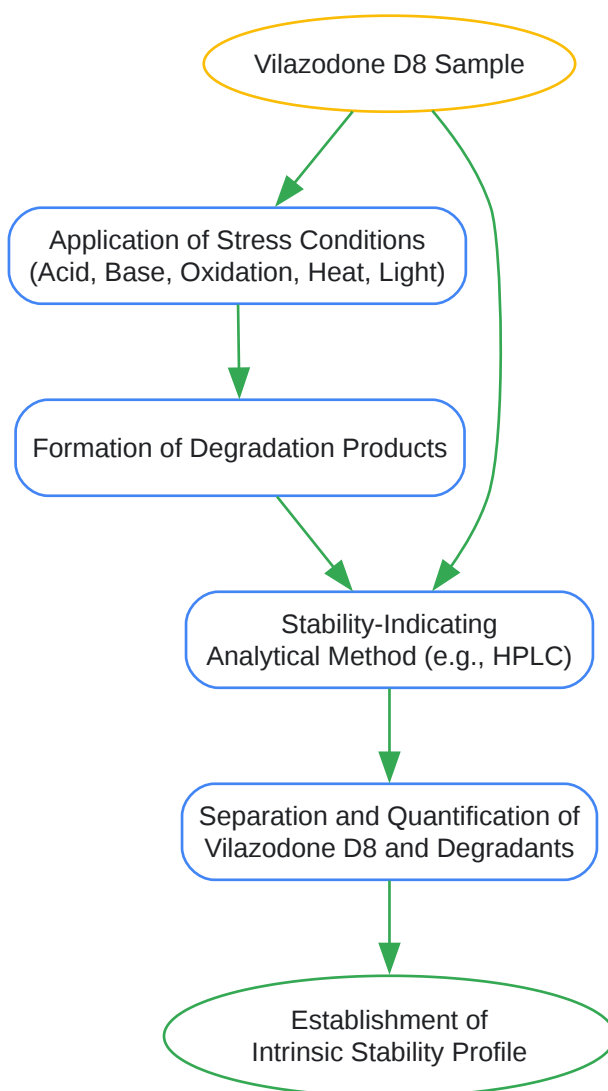 Vilazodone D8 Sample
Application of Stress Conditions
(Acid, Base, Oxidation, Heat, Light)
Formation of Degradation Products
Stability-Indicating
Analytical Method (e.g., HPLC)
Separation and Quantification of
Vilazodone D8 and Degradants
Establishment of
Intrinsic Stability Profile